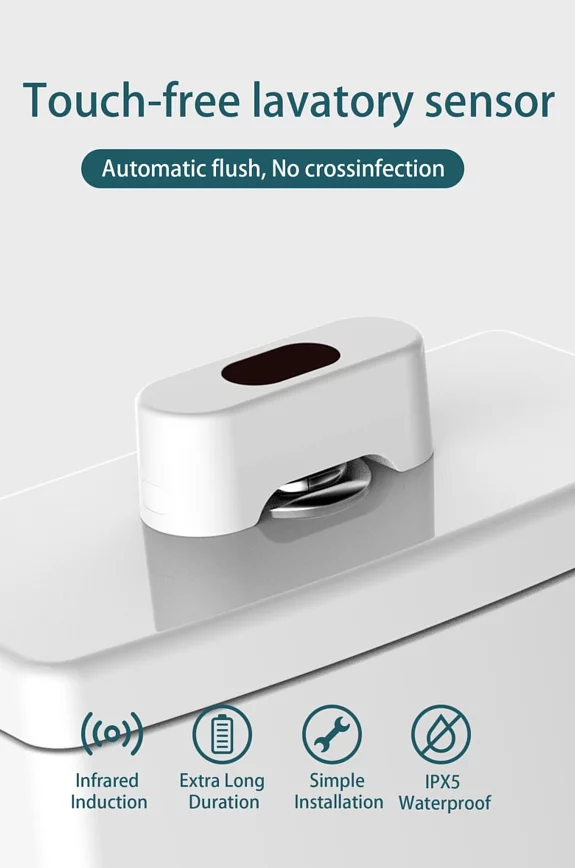 Touch-free lavatory sensor
Automatic flush, No crossinfection
Infrared
Induction
Extra Long
Duration
Simple
Installation
IPX5
Waterproof